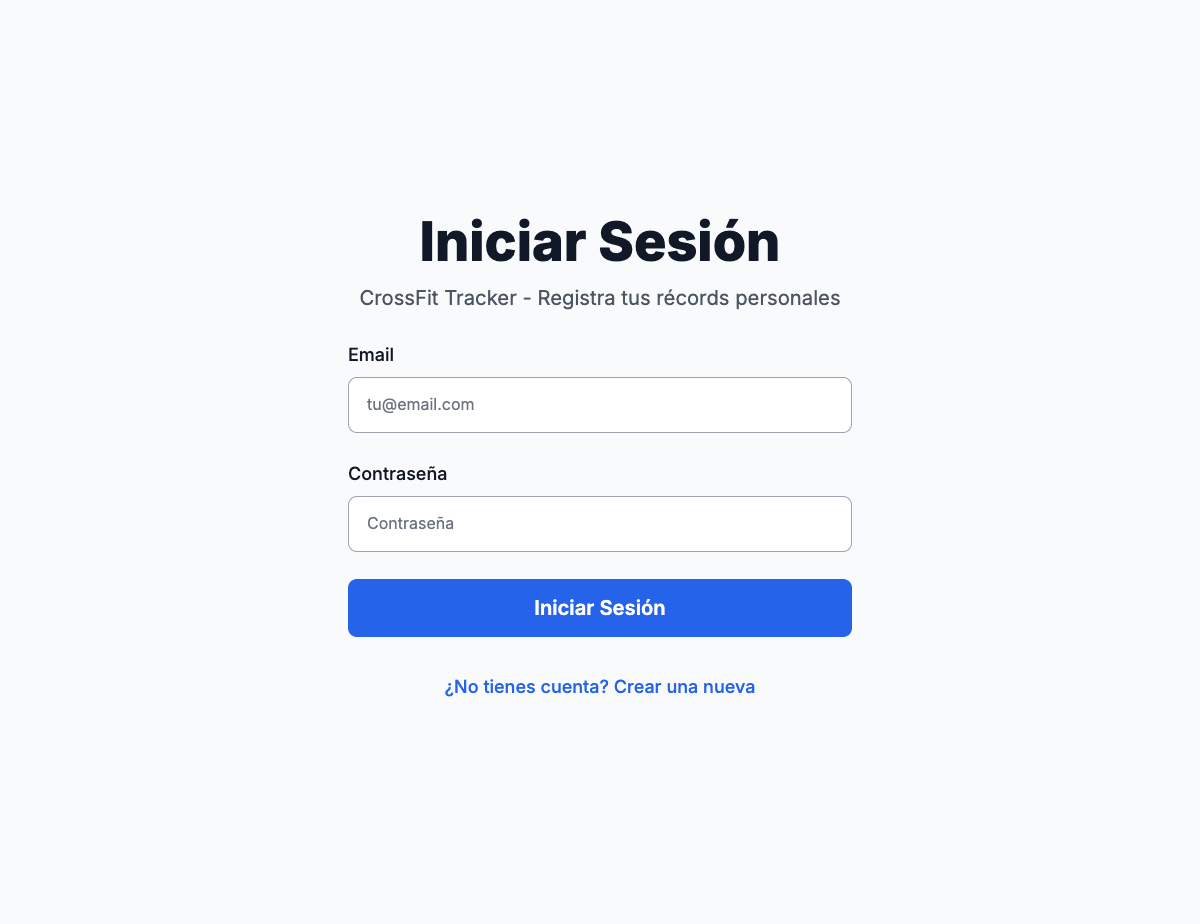 Iniciar Sesión
CrossFit Tracker - Registra tus récords personales
Email
tu@email.com
Contraseña
Contraseña
Iniciar Sesión
¿No tienes cuenta? Crear una nueva